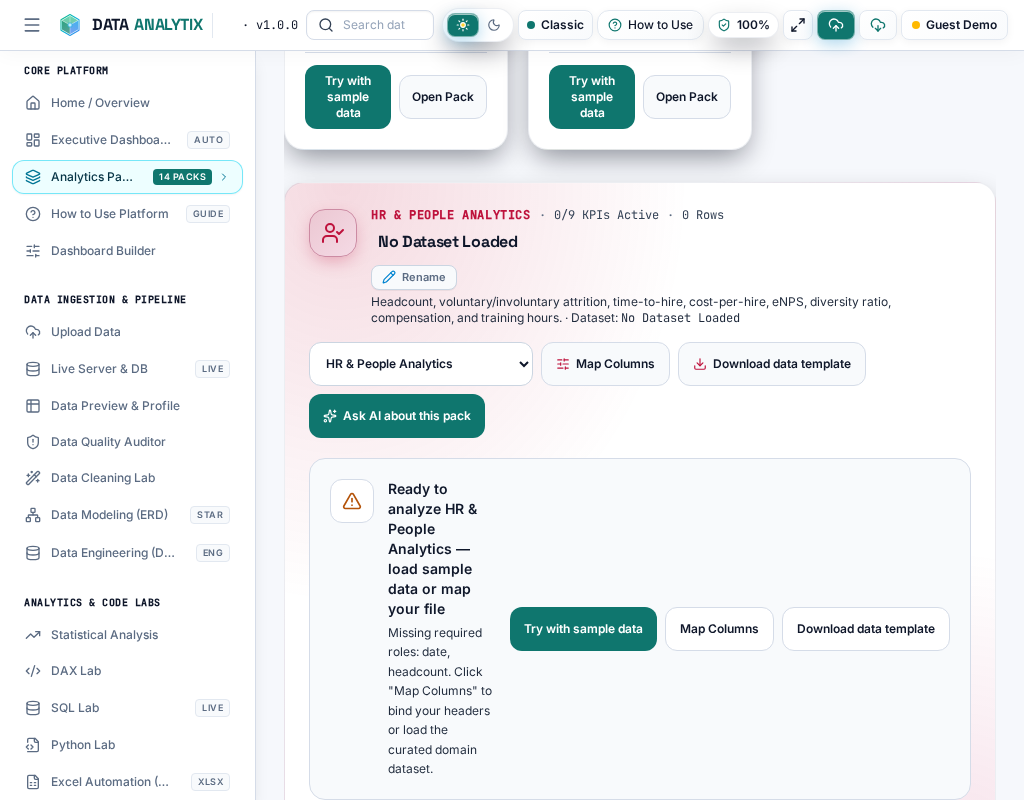 DATA ANALYTIX
· v1.0.0
Search dat
Classic
How to Use
100%
Guest Demo
CORE PLATFORM
Home / Overview
Executive Dashboa...
AUTO
Analytics Pa...
14 PACKS
How to Use Platform
GUIDE
Dashboard Builder
DATA INGESTION & PIPELINE
Upload Data
Live Server & DB
LIVE
Data Preview & Profile
Data Quality Auditor
Data Cleaning Lab
Data Modeling (ERD)
STAR
Data Engineering (D...
ENG
ANALYTICS & CODE LABS
Statistical Analysis
DAX Lab
SQL Lab
LIVE
Python Lab
Excel Automation (...
XLSX
Try with
sample
data
Open Pack
Try with
sample
data
Open Pack
HR & PEOPLE ANALYTICS · 0/9 KPIs Active · 0 Rows
No Dataset Loaded
Rename
Headcount, voluntary/involuntary attrition, time-to-hire, cost-per-hire, eNPS, diversity ratio,
compensation, and training hours. · Dataset: No Dataset Loaded
HR & People Analytics
Map Columns
Download data template
Ask AI about this pack
Ready to
analyze HR &
People
Analytics —
load sample
data or map
your file
Missing required
roles: date,
headcount. Click
"Map Columns" to
bind your headers
or load the
curated domain
dataset.
Try with sample data
Map Columns
Download data template